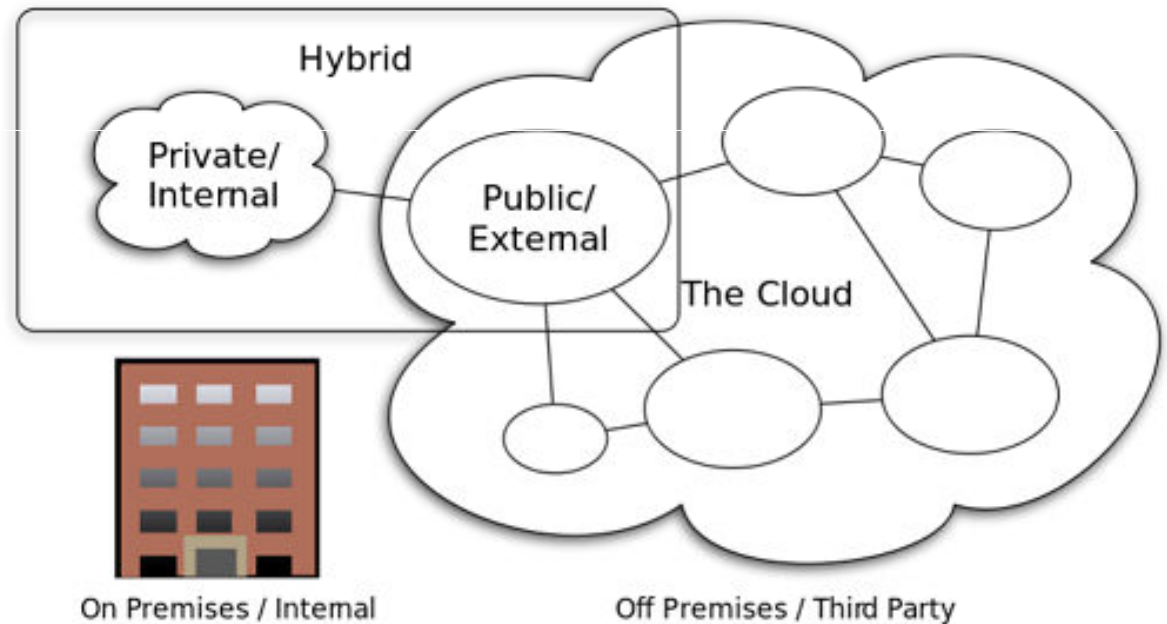 Hybrid
Private/
Internal
Public/
External
The Cloud
On Premises / Internal
Off Premises / Third Party